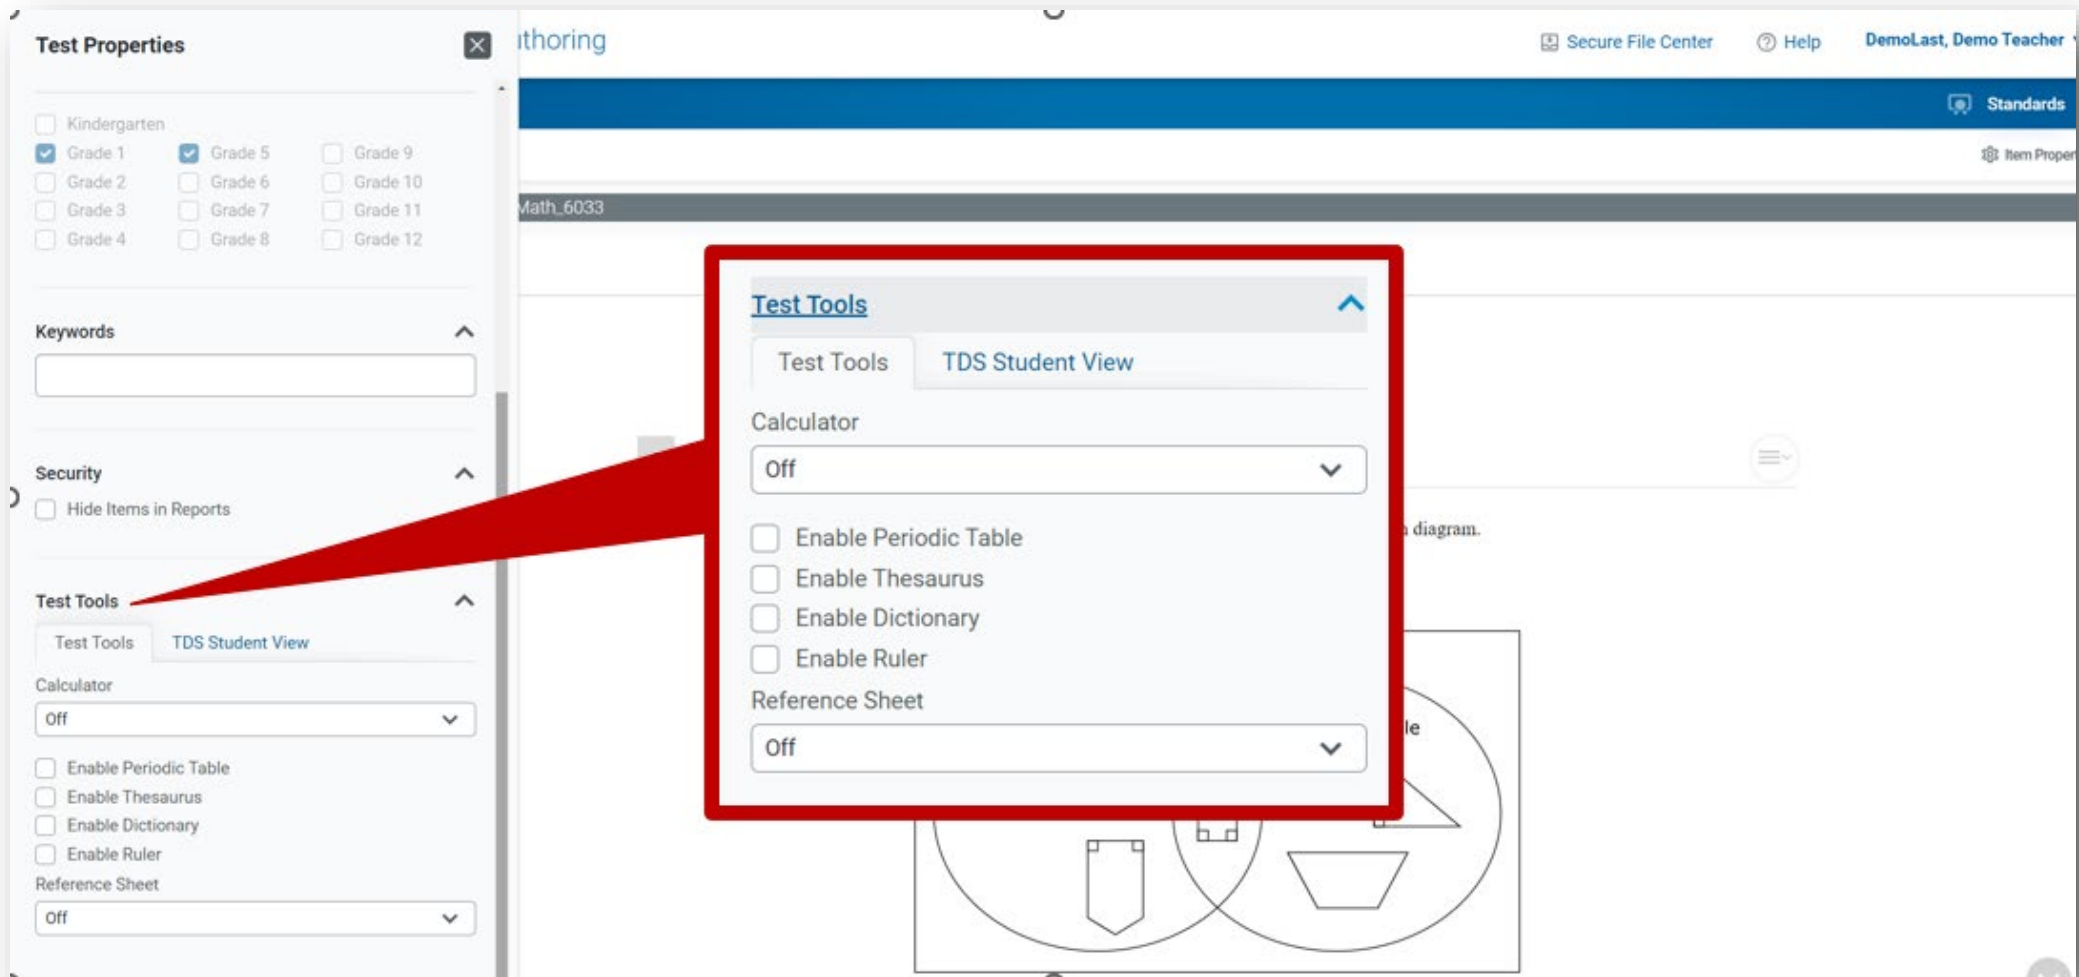 Test Properties
thoring
Secure File Center
Help
DemoLast, Demo Teacher
Standards
Item Proper
Math_6033
Kindergarten
Grade 1 Grade 5 Grade 9
Grade 2 Grade 6 Grade 10
Grade 3 Grade 7 Grade 11
Grade 4 Grade 8 Grade 12
Keywords
Security
Hide Items in Reports
Test Tools
Test Tools TDS Student View
Calculator
Off
Enable Periodic Table
Enable Thesaurus
Enable Dictionary
Enable Ruler
Reference Sheet
Off
Test Tools
Test Tools TDS Student View
Calculator
Off
Enable Periodic Table
Enable Thesaurus
Enable Dictionary
Enable Ruler
Reference Sheet
Off
diagram.
le